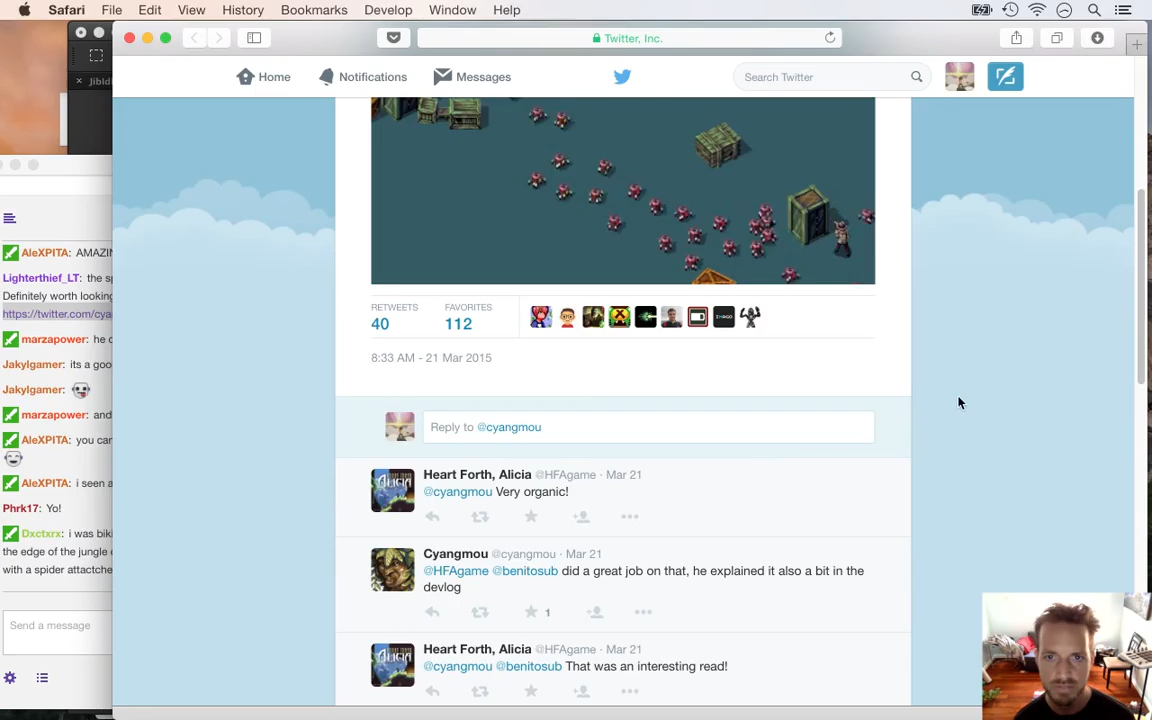 Safari File Edit View History Bookmarks Develop Window Help
Twitter, Inc.
Home Notifications Messages
Search Twitter
RETWEETS FAVORITES
40 112
8:33 AM - 21 Mar 2015
Reply to @cyangmou
Heart Forth, Alicia @HFAgame · Mar 21
@cyangmou Very organic!
Cyangmou @cyangmou · Mar 21
@HFAgame @benitosub did a great job on that, he explained it also a bit in the
devlog
1
Heart Forth, Alicia @HFAgame · Mar 21
@cyangmou @benitosub That was an interesting read!
AleXPITA: AMAZIN
Lighterthief_LT: the sp
Definitely worth looking
https://twitter.com/cya
marzapower: he c
Jakylgamer: its a goo
Jakylgamer:
marzapower: and
AleXPITA: you can
AleXPITA: i seen a
Phrk17: Yo!
Dxctxrx: i was biki
the edge of the jungle
with a spider attactche
Send a message